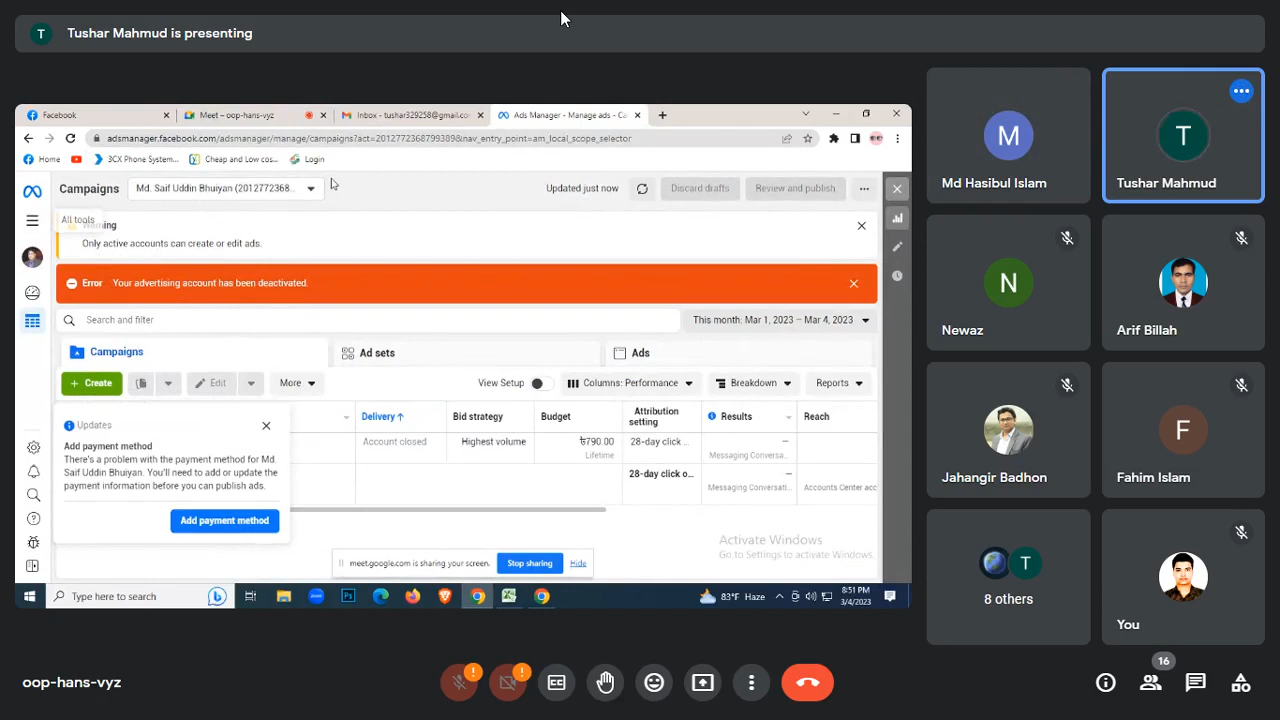 T Tushar Mahmud is presenting
Facebook
Meet – oop-hans-vyz
Inbox - tushar329258@gmail.co
Ads Manager - Manage ads - Ca
adsmanager.facebook.com/adsmanager/manage/campaigns?act=2012772368799389&nav_entry_point=am_local_scope_selector
Home
3CX Phone System...
Cheap and Low cos...
Login
Campaigns
Md. Saif Uddin Bhuiyan (2012772368...
Updated just now
Discard drafts
Review and publish
All tools
Only active accounts can create or edit ads.
Error Your advertising account has been deactivated.
Search and filter
This month: Mar 1, 2023 – Mar 4, 2023
Campaigns
Ad sets
Ads
+ Create
Edit
More
View Setup
Columns: Performance
Breakdown
Reports
Delivery ↑
Bid strategy
Budget
Attribution
setting
Results
Reach
Account closed
Highest volume
৳790.00
Lifetime
28-day click ...
—
Messaging Conversa...
28-day click o...
—
Messaging Conversati...
Accounts Center acc
Updates
Add payment method
There's a problem with the payment method for Md.
Saif Uddin Bhuiyan. You'll need to add or update the
payment information before you can publish ads.
Add payment method
Activate Windows
Go to Settings to activate Windows.
meet.google.com is sharing your screen.
Stop sharing
Hide
Type here to search
83°F Haze
8:51 PM
3/4/2023
M
Md Hasibul Islam
T
Tushar Mahmud
N
Newaz
Arif Billah
Jahangir Badhon
F
Fahim Islam
T
8 others
You
oop-hans-vyz
16